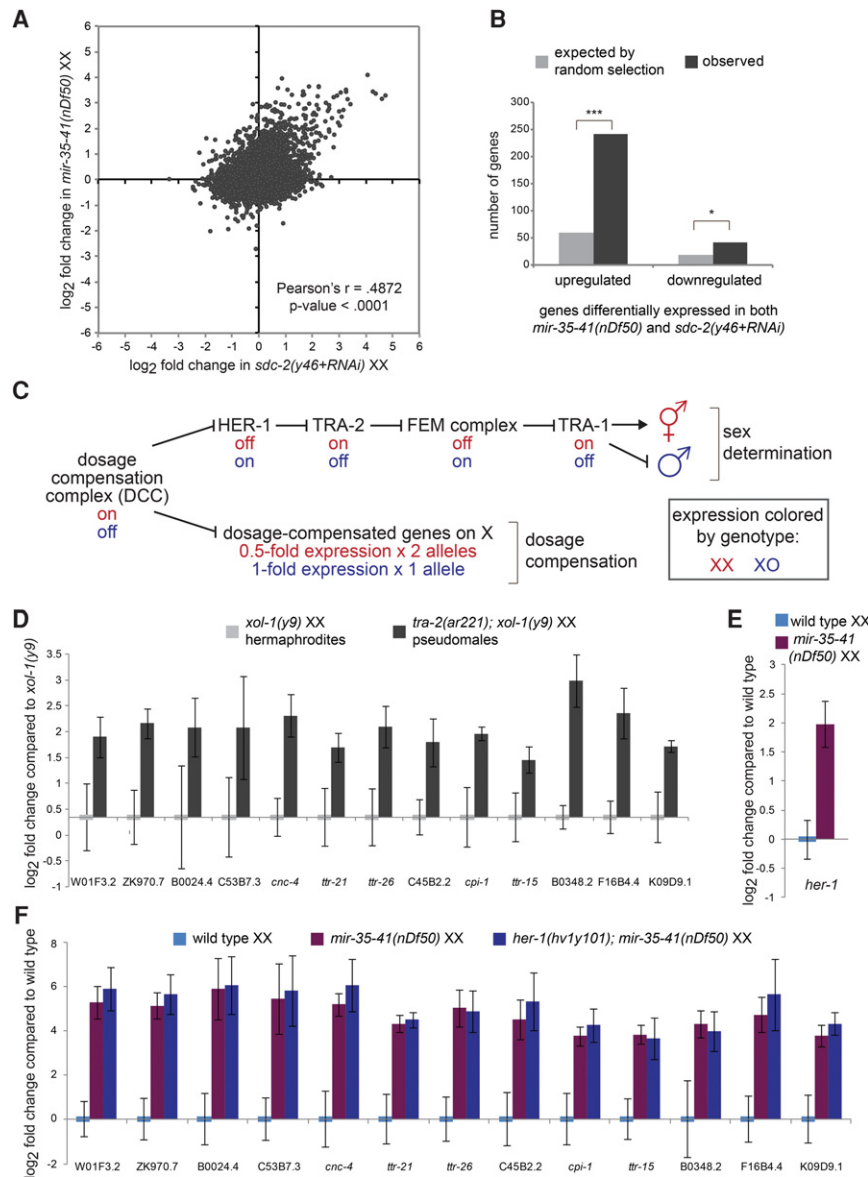 A
log2 fold change in mir-35-41(nDf50) XX
6
5
4
3
2
1
0
-1
-2
-3
-4
-5
-6
Pearson's r = .4872
p-value < .0001
-6 -5 -4 -3 -2 -1 0 1 2 3 4 5 6
log2 fold change in sdc-2(y46+RNAi) XX
B
expected by
random selection
observed
number of genes
300
250
200
150
100
50
0
***
*
upregulated downregulated
genes differentially expressed in both
mir-35-41(nDf50) and sdc-2(y46+RNAi)
C
dosage
compensation
complex (DCC)
on
off
HER-1 TRA-2 FEM complex TRA-1
off on off on
on off on off
sex
determination
dosage-compensated genes on X
0.5-fold expression x 2 alleles
1-fold expression x 1 allele
dosage
compensation
expression colored
by genotype:
XX XO
D
xol-1(y9) XX
hermaphrodites
tra-2(ar221); xol-1(y9) XX
pseudomales
log2 fold change compared to xol-1(y9)
3.5
3
2.5
2
1.5
1
0.5
0
-0.5
-1
W01F3.2 ZK970.7 B0024.4 C53B7.3 cnc-4 ttr-21 ttr-26 C45B2.2 cpi-1 ttr-15 B0348.2 F16B4.4 K09D9.1
E
wild type XX
mir-35-41
(nDf50) XX
log2 fold change compared to wild type
3
2.5
2
1.5
1
0.5
0
-0.5
-1
her-1
F
wild type XX mir-35-41(nDf50) XX her-1(hv1y101); mir-35-41(nDf50) XX
log2 fold change compared to wild type
8
6
4
2
0
-2
W01F3.2 ZK970.7 B0024.4 C53B7.3 cnc-4 ttr-21 ttr-26 C45B2.2 cpi-1 ttr-15 B0348.2 F16B4.4 K09D9.1